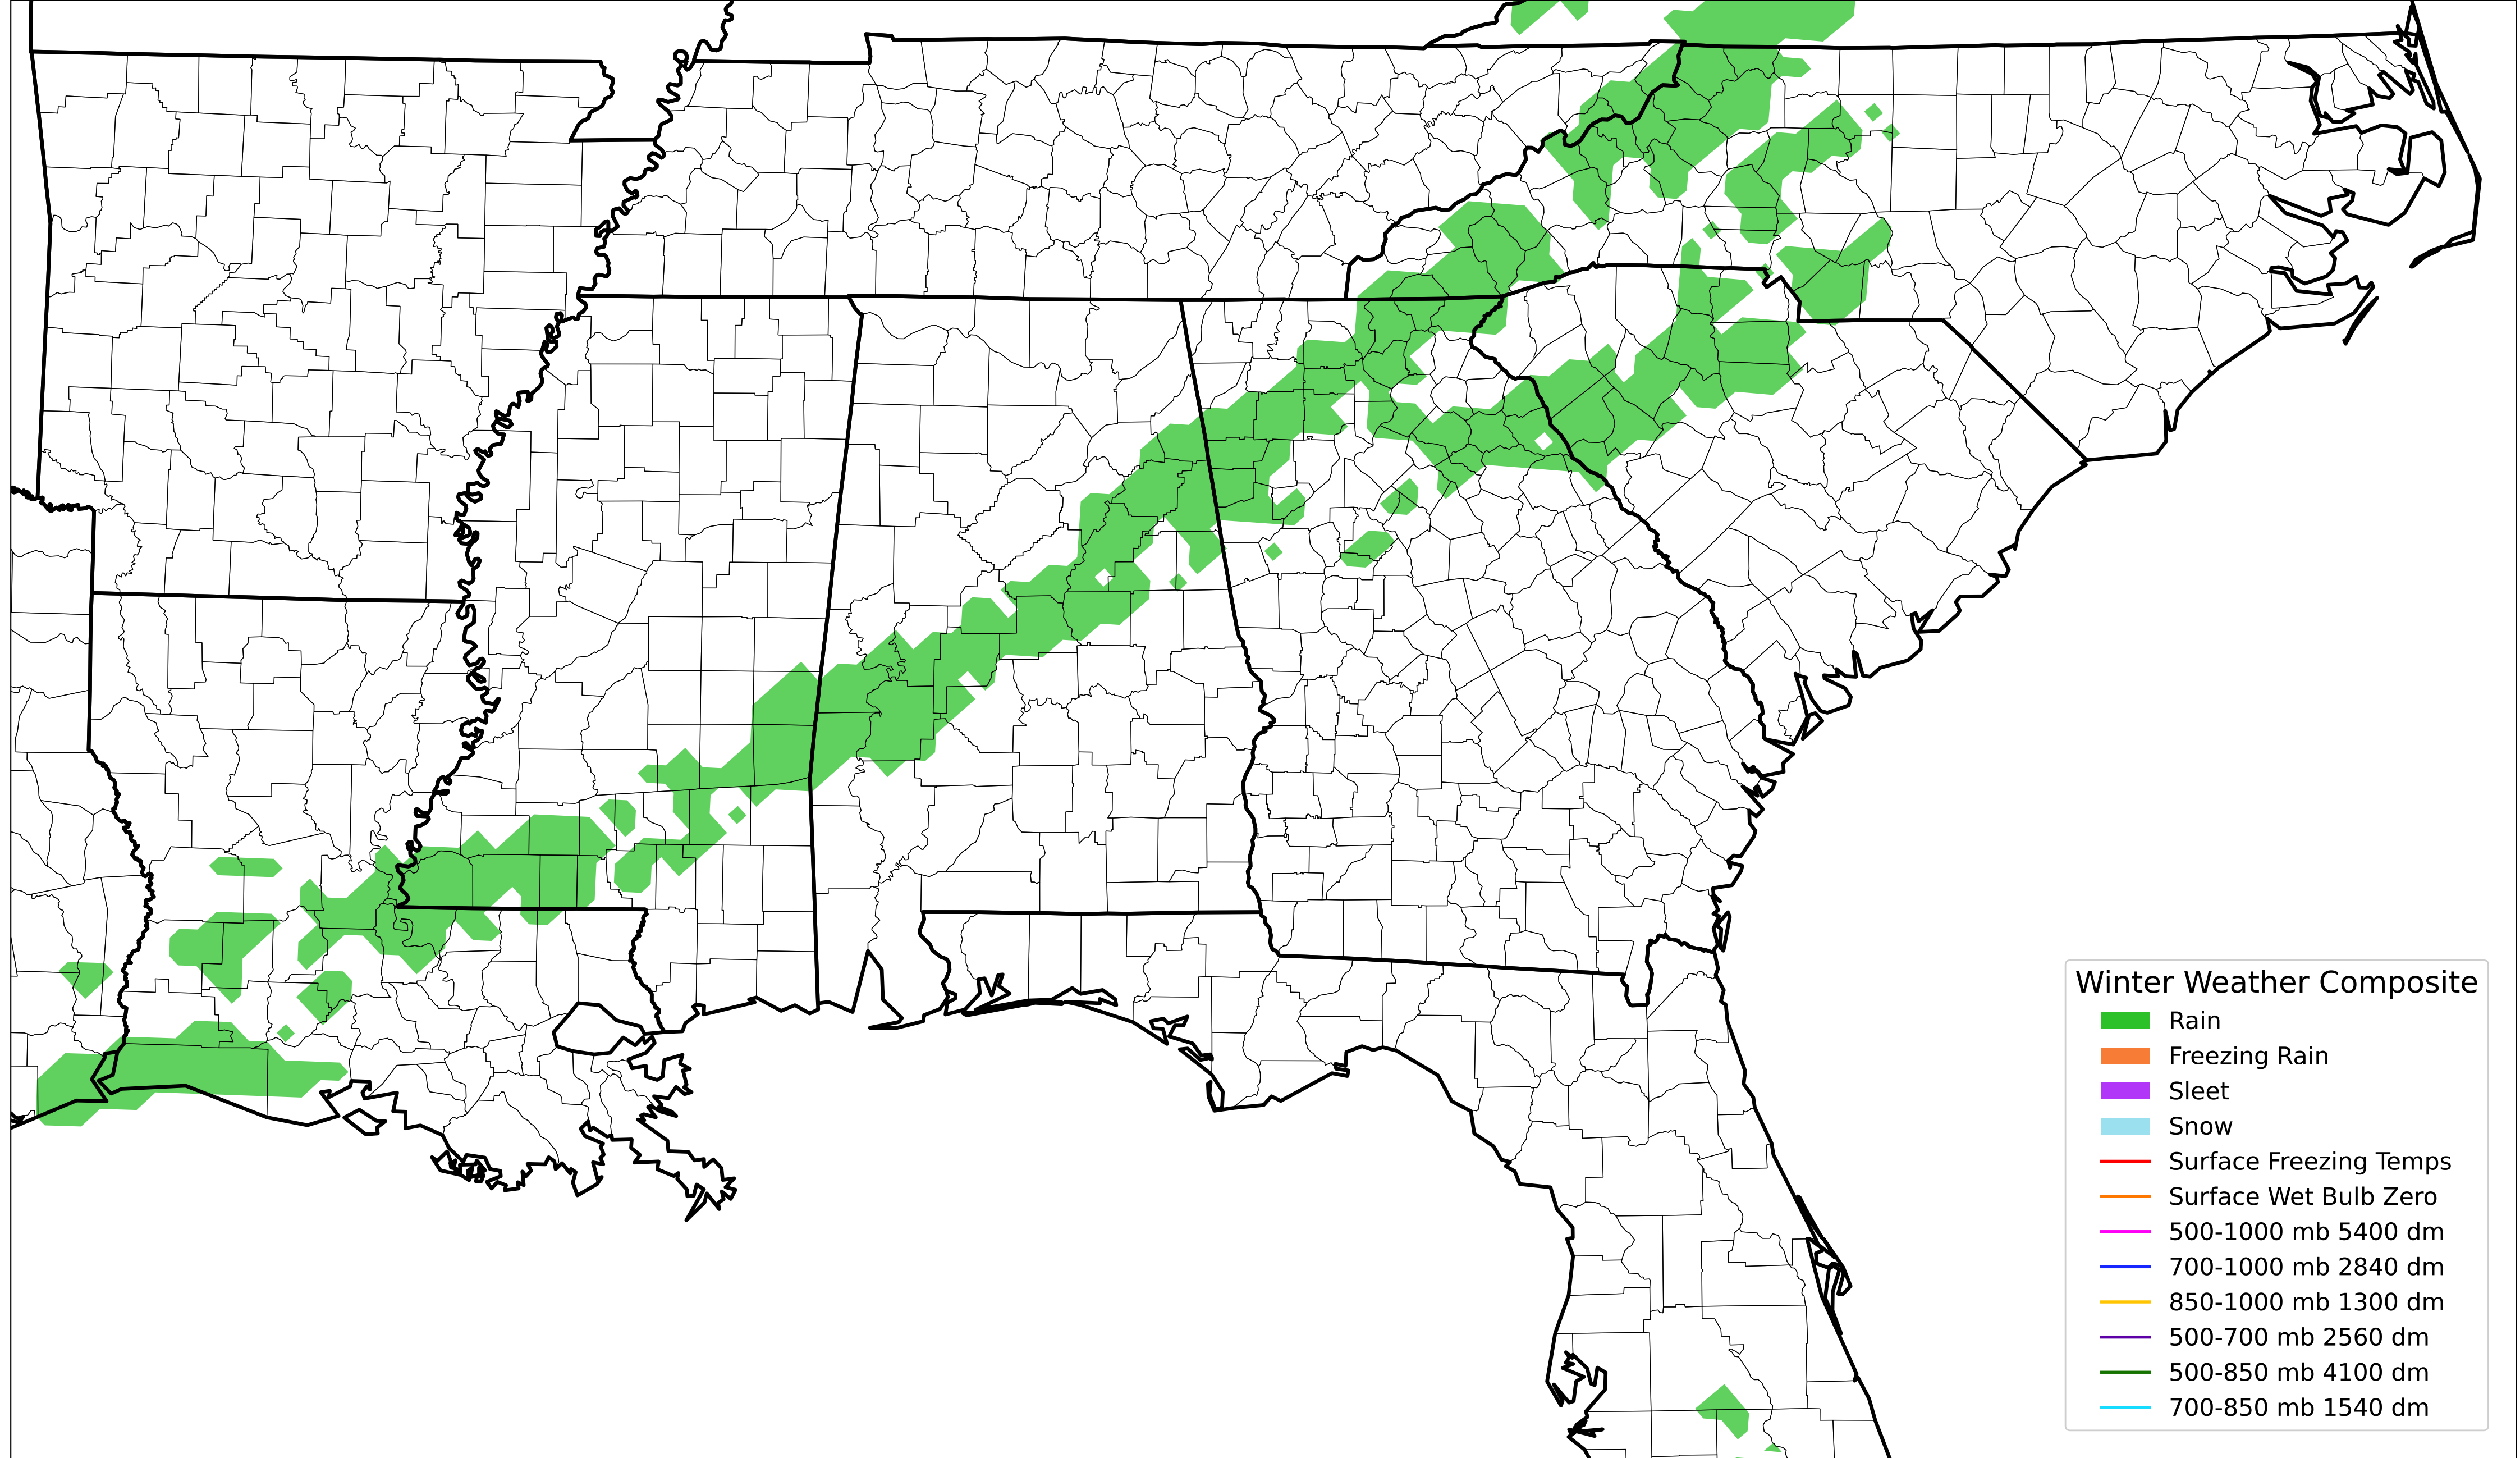 Winter Weather Composite
Rain
Freezing Rain
Sleet
Snow
Surface Freezing Temps
Surface Wet Bulb Zero
500-1000 mb 5400 dm
700-1000 mb 2840 dm
850-1000 mb 1300 dm
500-700 mb 2560 dm
500-850 mb 4100 dm
700-850 mb 1540 dm